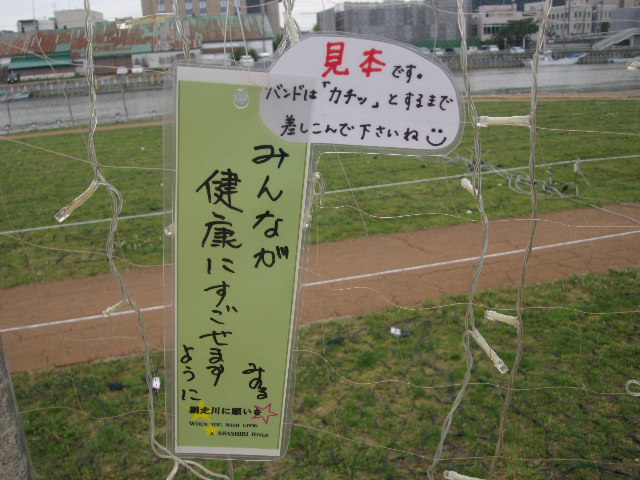 見本です。
バンドは「カチッ」とするまで
差しこんで下さいね
みんなが
健康にすごせます
ように
みる
網走川に願いを
WHEN YOU WISH UPON
A ABASHIRI RIVER